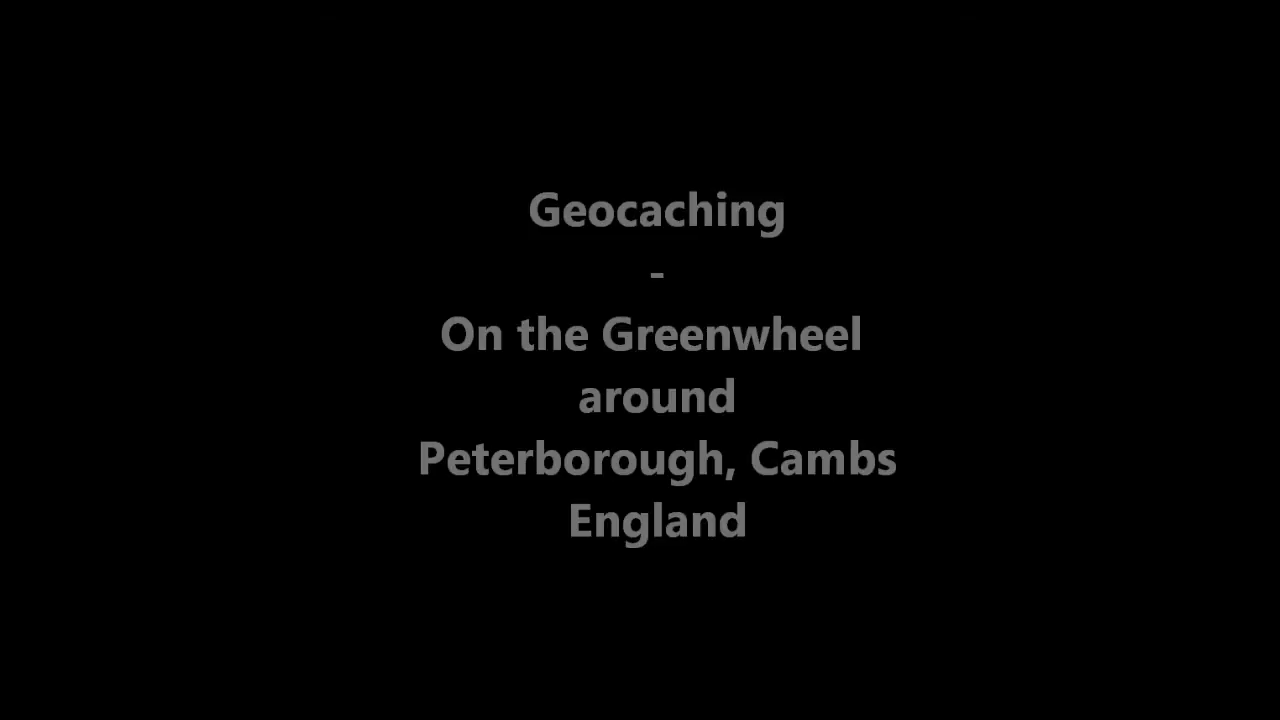 Geocaching
-
On the Greenwheel
around
Peterborough, Cambs
England